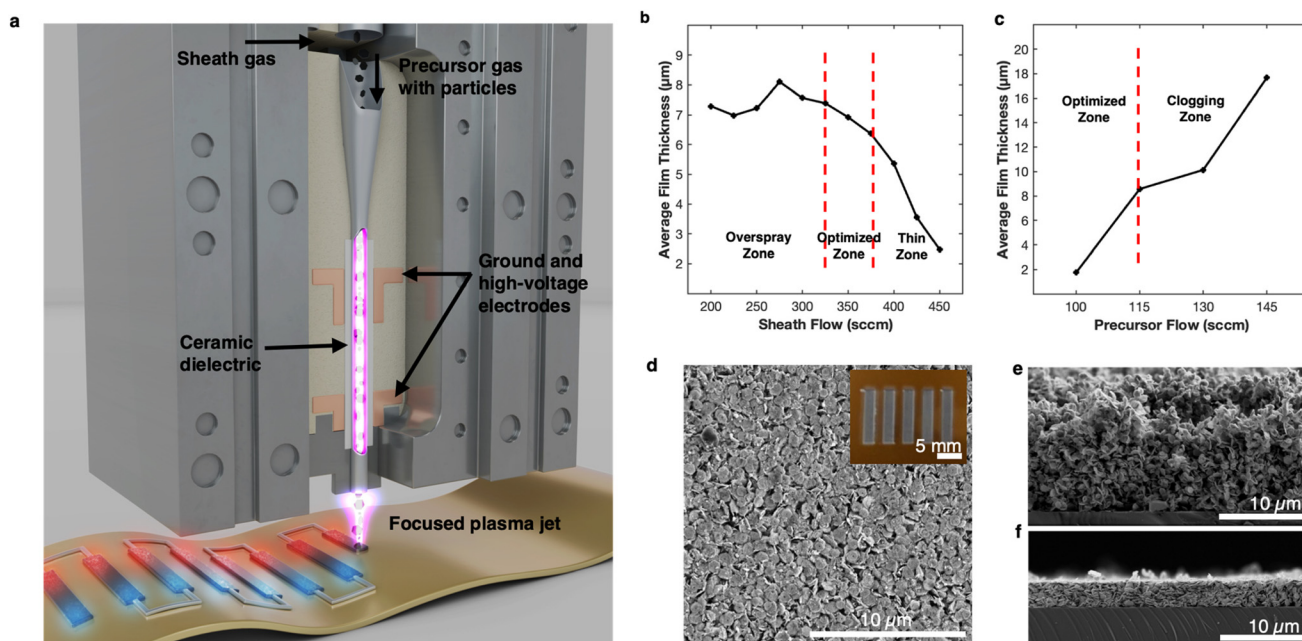 a
Sheath gas
Precursor gas
with particles
Ground and
high-voltage
electrodes
Ceramic
dielectric
Focused plasma jet
b
Average Film Thickness (µm)
9
8
7
6
5
4
3
2
Overspray
Zone
Optimized
Zone
Thin
Zone
200 250 300 350 400 450
Sheath Flow (sccm)
c
Average Film Thickness (µm)
20
18
16
14
12
10
8
6
4
2
Optimized
Zone
Clogging
Zone
100 115 130 145
Precursor Flow (sccm)
d
5 mm
10 µm
e
10 µm
f
10 µm